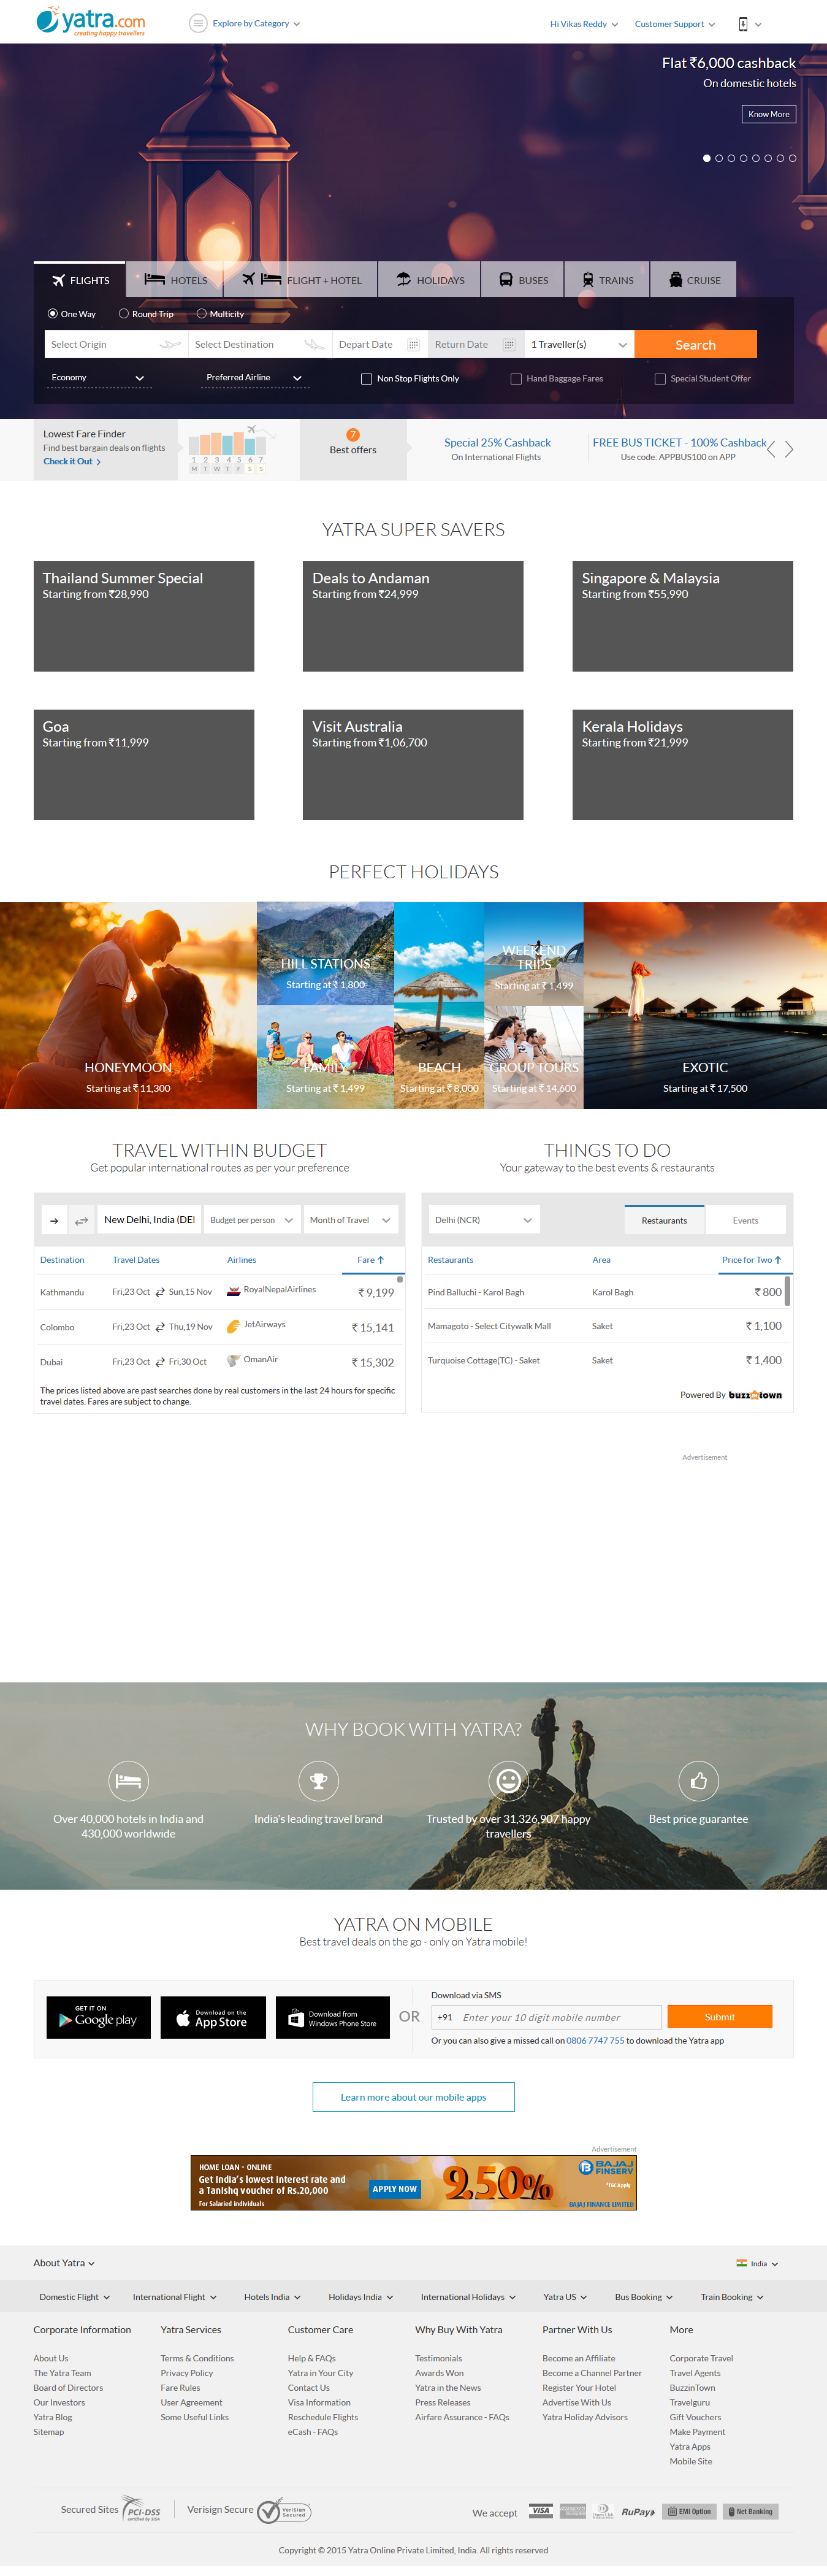 yatra.com
creating happy travellers
Explore by Category
Hi Vikas Reddy
Customer Support
Flat ₹6,000 cashback
On domestic hotels
Know More
FLIGHTS
HOTELS
FLIGHT + HOTEL
HOLIDAYS
BUSES
TRAINS
CRUISE
One Way
Round Trip
Multicity
Select Origin
Select Destination
Depart Date
Return Date
1 Traveller(s)
Search
Economy
Preferred Airline
Non Stop Flights Only
Hand Baggage Fares
Special Student Offer
Lowest Fare Finder
Find best bargain deals on flights
Check it Out
1 2 3 4 5 6 7
M T W T F S S
7
Best offers
Special 25% Cashback
On International Flights
FREE BUS TICKET - 100% Cashback
Use code: APPBUS100 on APP
YATRA SUPER SAVERS
Thailand Summer Special
Starting from ₹28,990
Deals to Andaman
Starting from ₹24,999
Singapore & Malaysia
Starting from ₹55,990
Goa
Starting from ₹11,999
Visit Australia
Starting from ₹1,06,700
Kerala Holidays
Starting from ₹21,999
PERFECT HOLIDAYS
HONEYMOON
Starting at ₹ 11,300
HILL STATIONS
Starting at ₹ 1,800
FAMILY
Starting at ₹ 1,499
BEACH
Starting at ₹ 8,000
WEEKEND
TRIPS
Starting at ₹ 1,499
GROUP TOURS
Starting at ₹ 14,600
EXOTIC
Starting at ₹ 17,500
TRAVEL WITHIN BUDGET
Get popular international routes as per your preference
New Delhi, India (DEI
Budget per person
Month of Travel
Destination Travel Dates Airlines Fare
Kathmandu Fri,23 Oct Sun,15 Nov RoyalNepalAirlines ₹ 9,199
Colombo Fri,23 Oct Thu,19 Nov JetAirways ₹ 15,141
Dubai Fri,23 Oct Fri,30 Oct OmanAir ₹ 15,302
The prices listed above are past searches done by real customers in the last 24 hours for specific
travel dates. Fares are subject to change.
THINGS TO DO
Your gateway to the best events & restaurants
Delhi (NCR)
Restaurants
Events
Restaurants Area Price for Two
Pind Balluchi - Karol Bagh Karol Bagh ₹ 800
Mamagoto - Select Citywalk Mall Saket ₹ 1,100
Turquoise Cottage(TC) - Saket Saket ₹ 1,400
Powered By buzzintown
Advertisement
WHY BOOK WITH YATRA?
Over 40,000 hotels in India and
430,000 worldwide
India's leading travel brand
Trusted by over 31,326,907 happy
travellers
Best price guarantee
YATRA ON MOBILE
Best travel deals on the go - only on Yatra mobile!
GET IT ON
Google play
Download on the
App Store
Download from
Windows Phone Store
OR
Download via SMS
+91 Enter your 10 digit mobile number
Submit
Or you can also give a missed call on 0806 7747 755 to download the Yatra app
Learn more about our mobile apps
Advertisement
HOME LOAN - ONLINE
Get India's lowest Interest rate and
a Tanishq voucher of Rs.20,000
For Salaried individuals
APPLY NOW
9.50%
BAJAJ
FINSERV
*T&C Apply
BAJAJ FINANCE LIMITED
About Yatra
India
Domestic Flight
International Flight
Hotels India
Holidays India
International Holidays
Yatra US
Bus Booking
Train Booking
Corporate Information
About Us
The Yatra Team
Board of Directors
Our Investors
Yatra Blog
Sitemap
Yatra Services
Terms & Conditions
Privacy Policy
Fare Rules
User Agreement
Some Useful Links
Customer Care
Help & FAQs
Yatra in Your City
Contact Us
Visa Information
Reschedule Flights
eCash - FAQs
Why Buy With Yatra
Testimonials
Awards Won
Yatra in the News
Press Releases
Airfare Assurance - FAQs
Partner With Us
Become an Affiliate
Become a Channel Partner
Register Your Hotel
Advertise With Us
Yatra Holiday Advisors
More
Corporate Travel
Travel Agents
BuzzinTown
Travelguru
Gift Vouchers
Make Payment
Yatra Apps
Mobile Site
Secured Sites
PCI-DSS
certified by SISA
Verisign Secure
VeriSign
Secured
We accept
VISA
RuPay
EMI Option
Net Banking
Copyright © 2015 Yatra Online Private Limited, India. All rights reserved